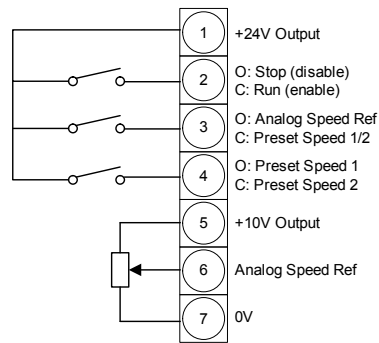 1 +24V Output
2 O: Stop (disable)
C: Run (enable)
3 O: Analog Speed Ref
C: Preset Speed 1/2
4 O: Preset Speed 1
C: Preset Speed 2
5 +10V Output
6 Analog Speed Ref
7 0V